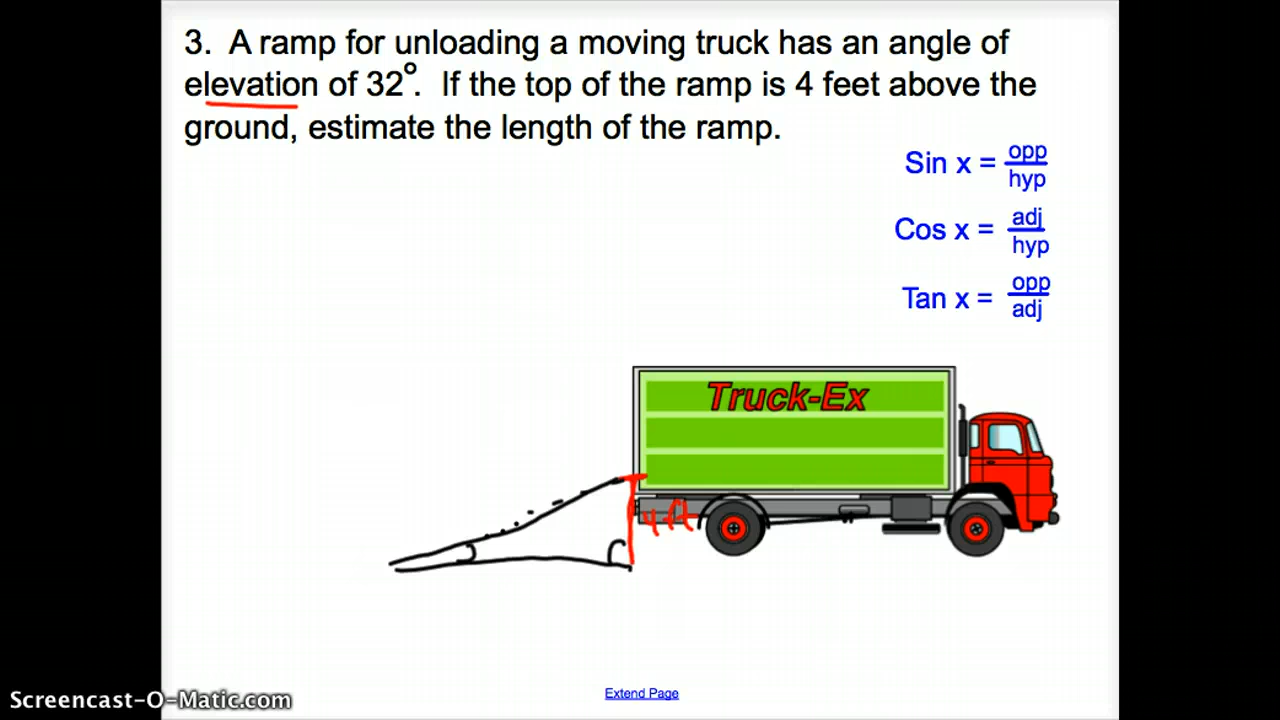 3. A ramp for unloading a moving truck has an angle of
elevation of 32°. If the top of the ramp is 4 feet above the
ground, estimate the length of the ramp.
Sin x = opp
hyp
Cos x = adj
hyp
Tan x = opp
adj
Truck-Ex
4 ft
Extend Page
Screencast-O-Matic.com